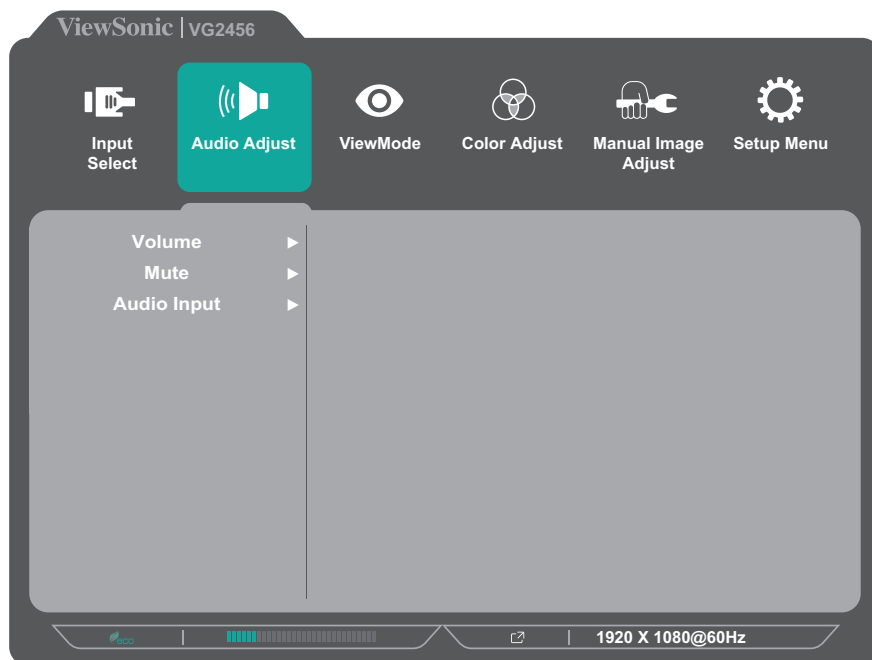 ViewSonic | VG2456
Input
Select
Audio Adjust
ViewMode
Color Adjust
Manual Image
Adjust
Setup Menu
Volume
Mute
Audio Input
eco
1920 X 1080@60Hz